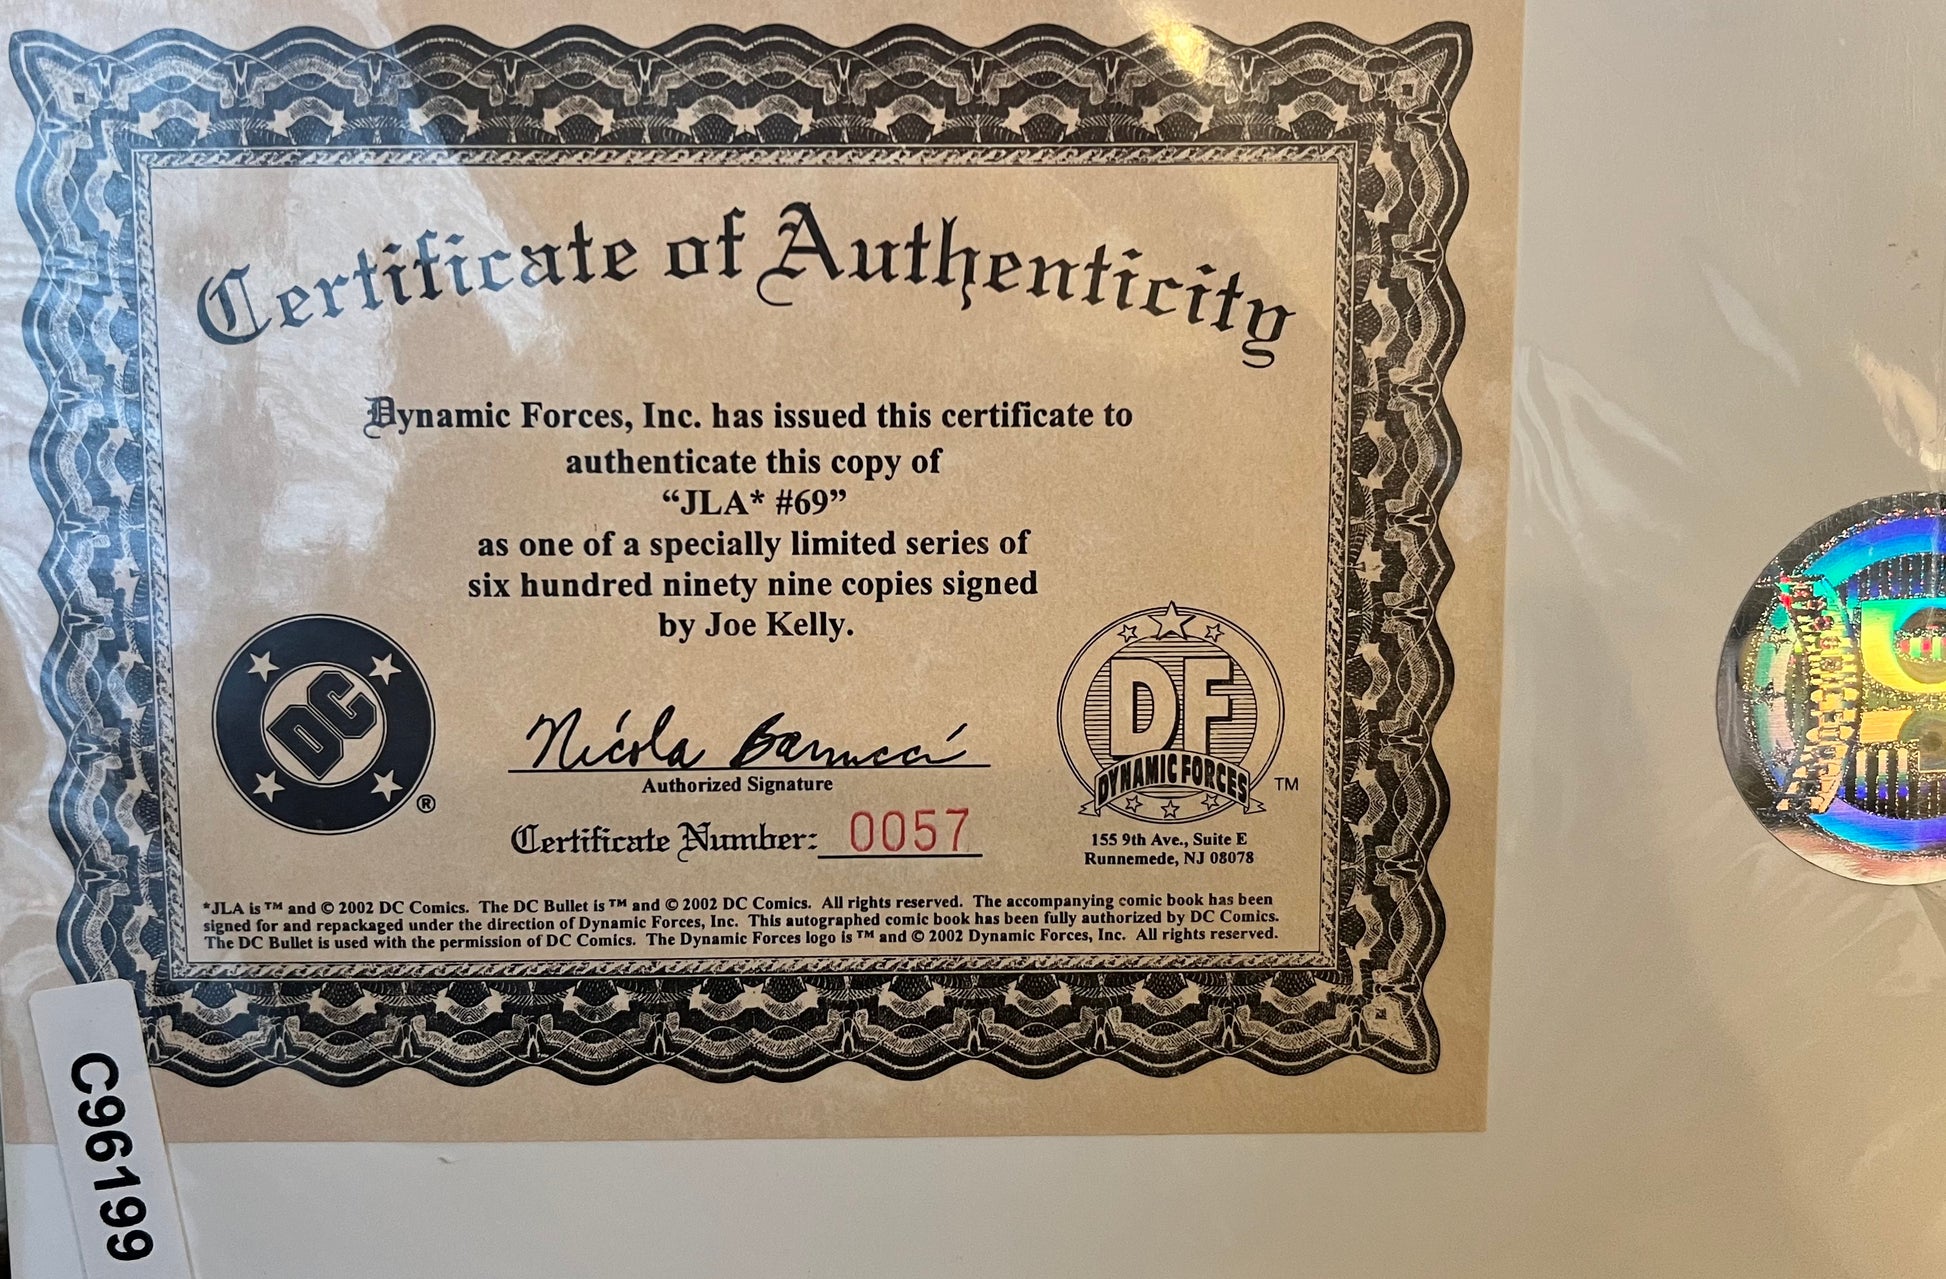 Certificate of Authenticity
Dynamic Forces, Inc. has issued this certificate to
authenticate this copy of
“JLA* #69”
as one of a specially limited series of
six hundred ninety nine copies signed
by Joe Kelly.
DC
®
Nicola Barrucci
Authorized Signature
Certificate Number: 0057
DF
DYNAMIC FORCES
TM
155 9th Ave., Suite E
Runnemede, NJ 08078
*JLA is ™ and © 2002 DC Comics. The DC Bullet is ™ and © 2002 DC Comics. All rights reserved. The accompanying comic book has been
signed for and repackaged under the direction of Dynamic Forces, Inc. This autographed comic book has been fully authorized by DC Comics.
The DC Bullet is used with the permission of DC Comics. The Dynamic Forces logo is ™ and © 2002 Dynamic Forces, Inc. All rights reserved.
C96199